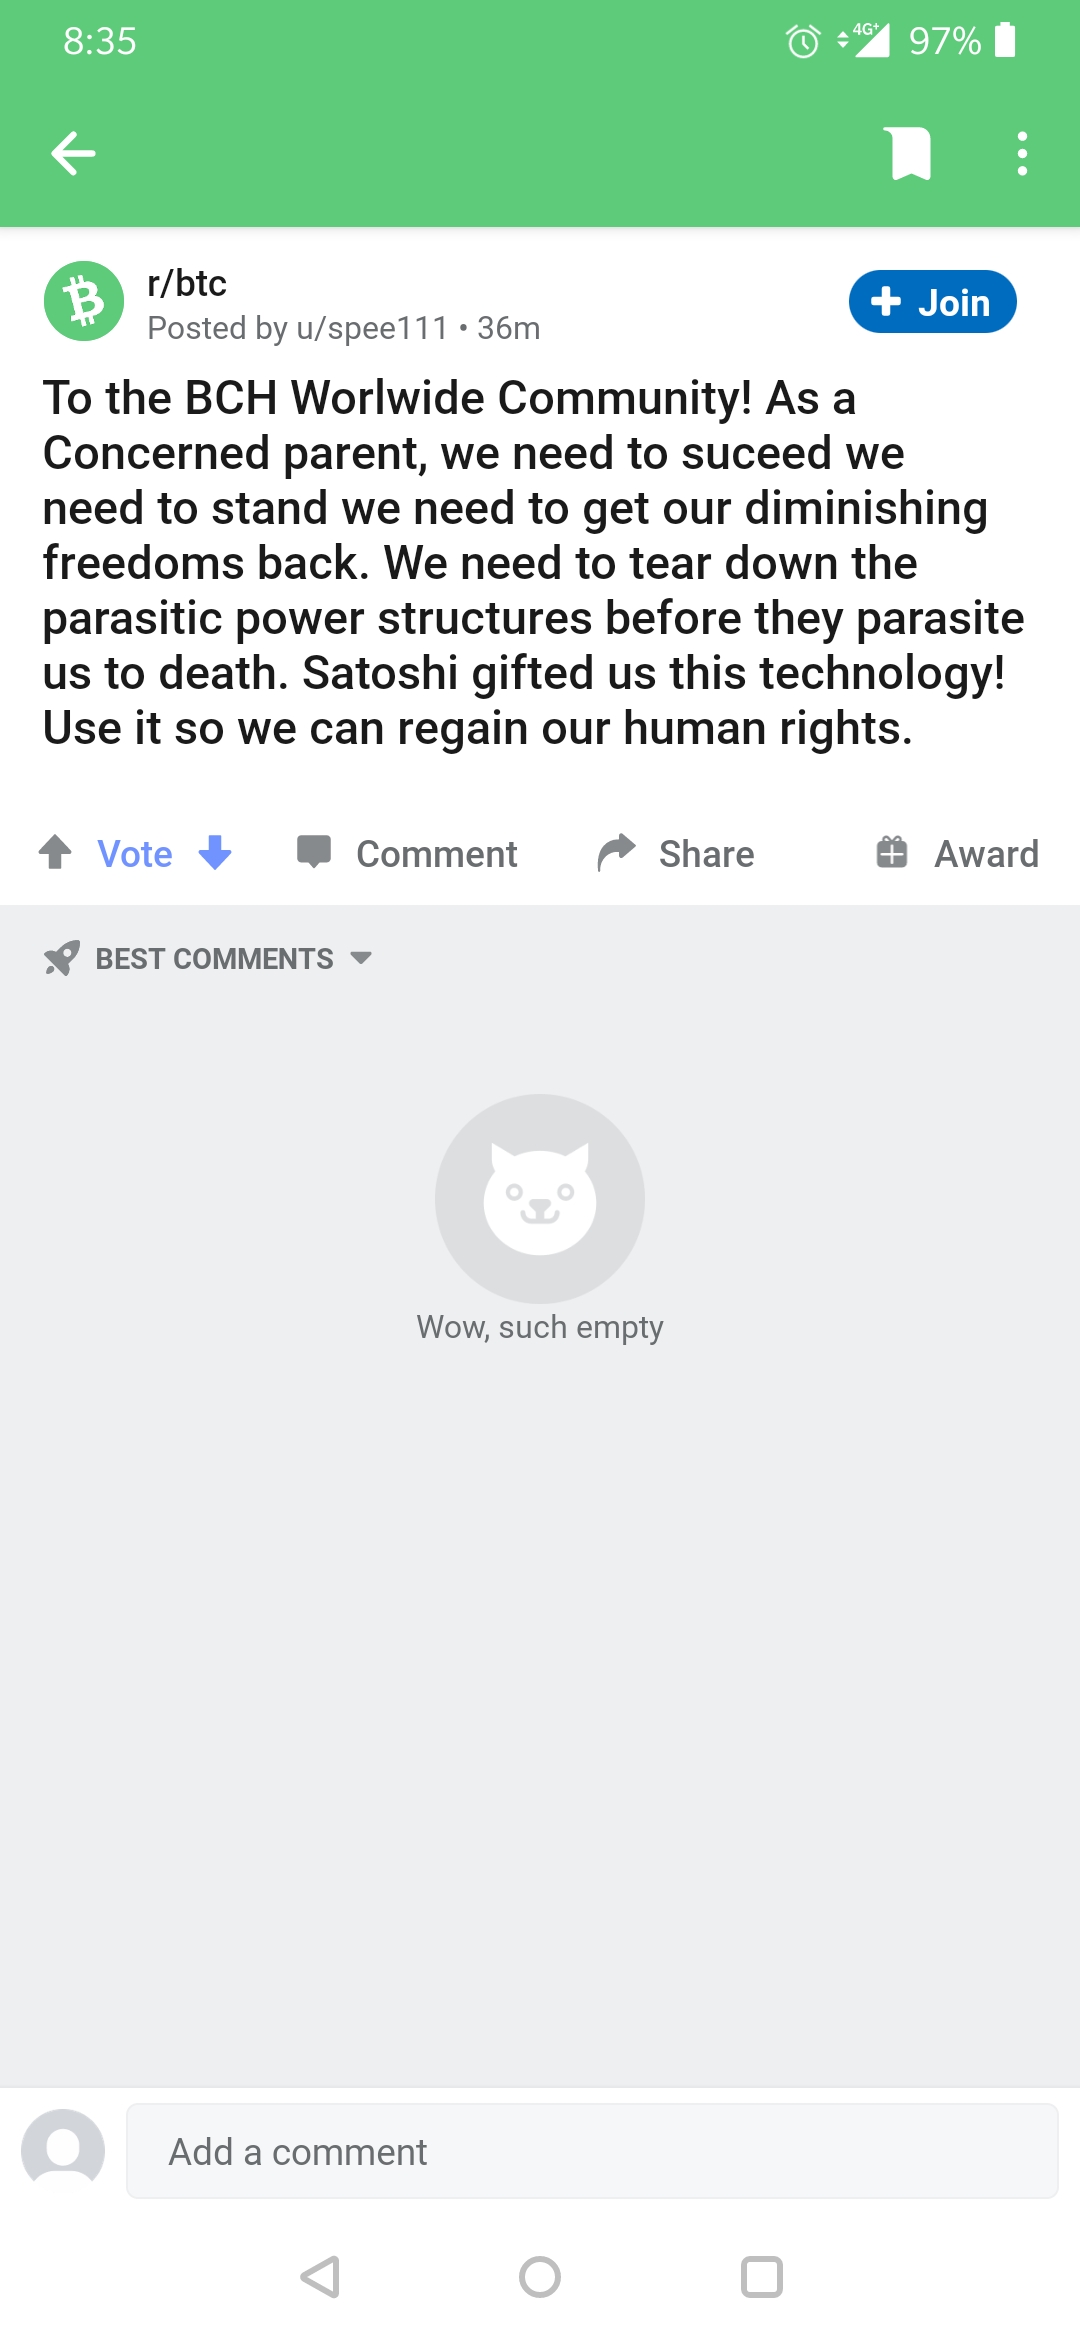 8:35
4G+ 97%
r/btc
Posted by u/spee111 • 36m
Join
To the BCH Worlwide Community! As a
Concerned parent, we need to suceed we
need to stand we need to get our diminishing
freedoms back. We need to tear down the
parasitic power structures before they parasite
us to death. Satoshi gifted us this technology!
Use it so we can regain our human rights.
Vote Comment Share Award
BEST COMMENTS
Wow, such empty
Add a comment